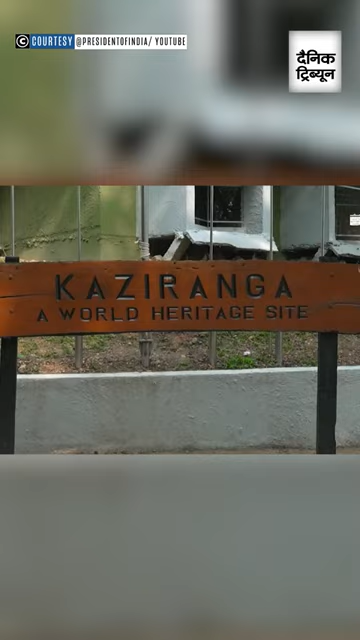 C COURTESY @PRESIDENTOFINDIA/ YOUTUBE
दैनिक
ट्रिब्यून
KAZIRANGA
A WORLD HERITAGE SITE